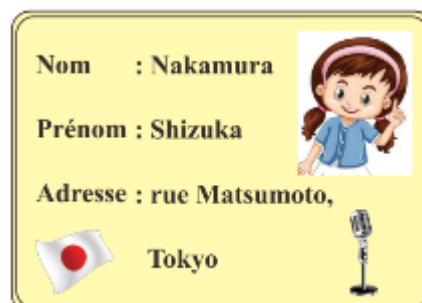 Nom : Nakamura
Prénom : Shizuka
Adresse : rue Matsumoto,
Tokyo